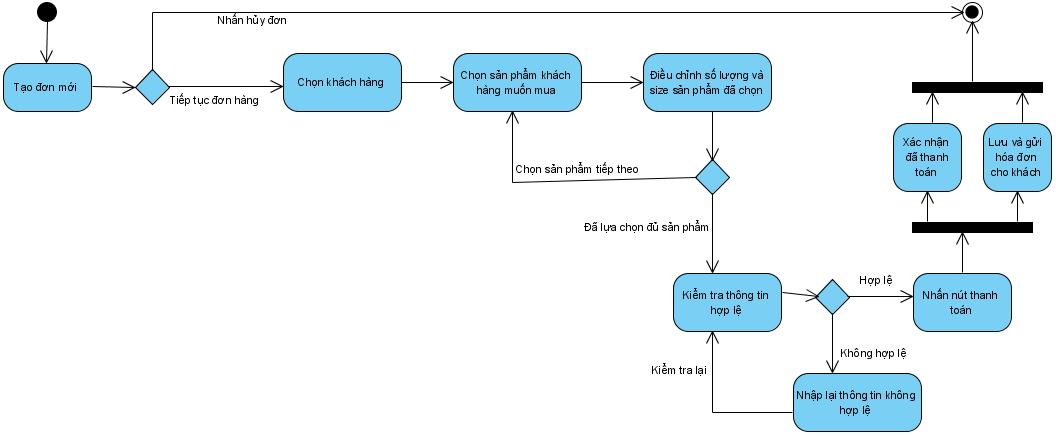 Nhấn hủy đơn
Tạo đơn mới
Tiếp tục đơn hàng
Chọn khách hàng
Chọn sản phẩm khách
hàng muốn mua
Điều chỉnh số lượng và
size sản phẩm đã chọn
Chọn sản phẩm tiếp theo
Đã lựa chọn đủ sản phẩm
Kiểm tra thông tin
hợp lệ
Hợp lệ
Nhấn nút thanh
toán
Xác nhận
đã thanh
toán
Lưu và gửi
hóa đơn
cho khách
Không hợp lệ
Kiểm tra lại
Nhập lại thông tin không
hợp lệ